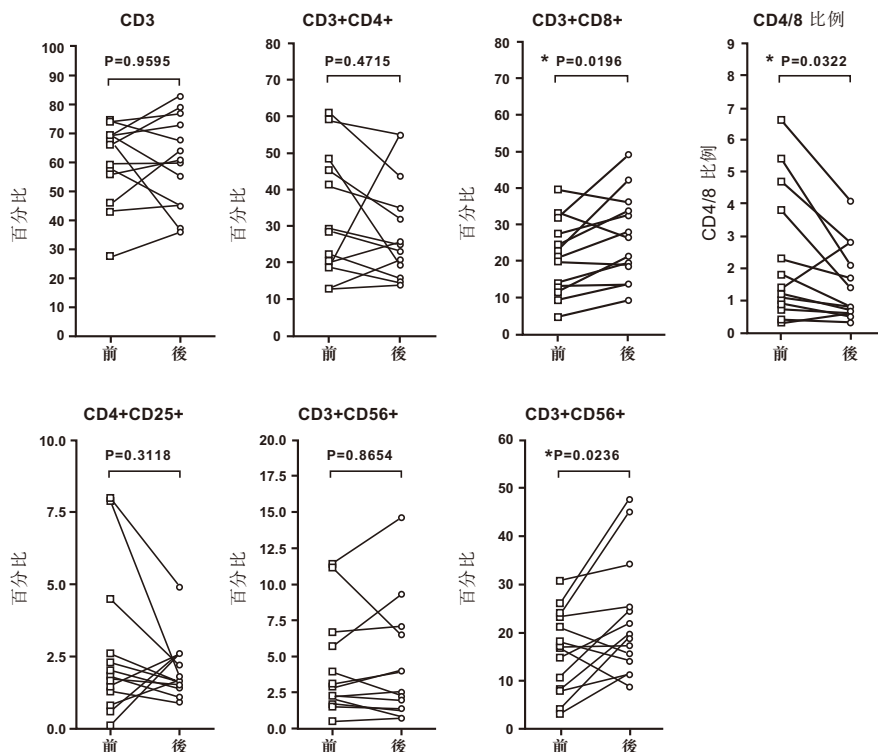 CD3
100
90
80
70
60
50
40
30
20
10
0
百分比
P=0.9595
前
後
CD3+CD4+
80
70
60
50
40
30
20
10
0
百分比
P=0.4715
前
後
CD3+CD8+
80
70
60
50
40
30
20
10
0
百分比
* P=0.0196
前
後
CD4/8 比例
9
8
7
6
5
4
3
2
1
0
CD4/8 比例
* P=0.0322
前
後
CD4+CD25+
10.0
7.5
5.0
2.5
0.0
百分比
P=0.3118
前
後
CD3+CD56+
20.0
17.5
15.0
12.5
10.0
7.5
5.0
2.5
0.0
百分比
P=0.8654
前
後
CD3+CD56+
60
50
40
30
20
10
0
百分比
*P=0.0236
前
後